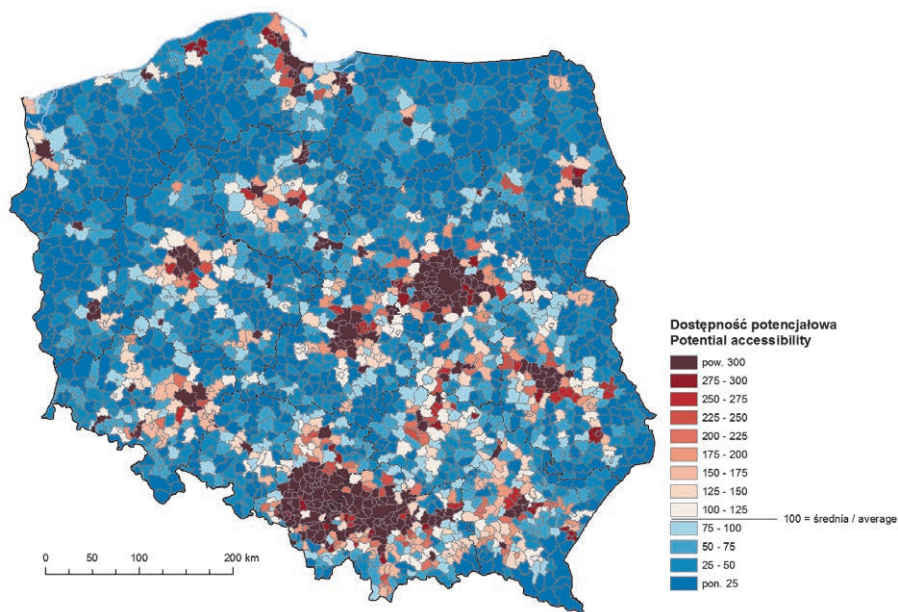 Dostępność potencjałowa
Potential accessibility
pow. 300
275 - 300
250 - 275
225 - 250
200 - 225
175 - 200
150 - 175
125 - 150
100 - 125
100 = średnia / average
75 - 100
50 - 75
25 - 50
pon. 25
0 50 100 200 km